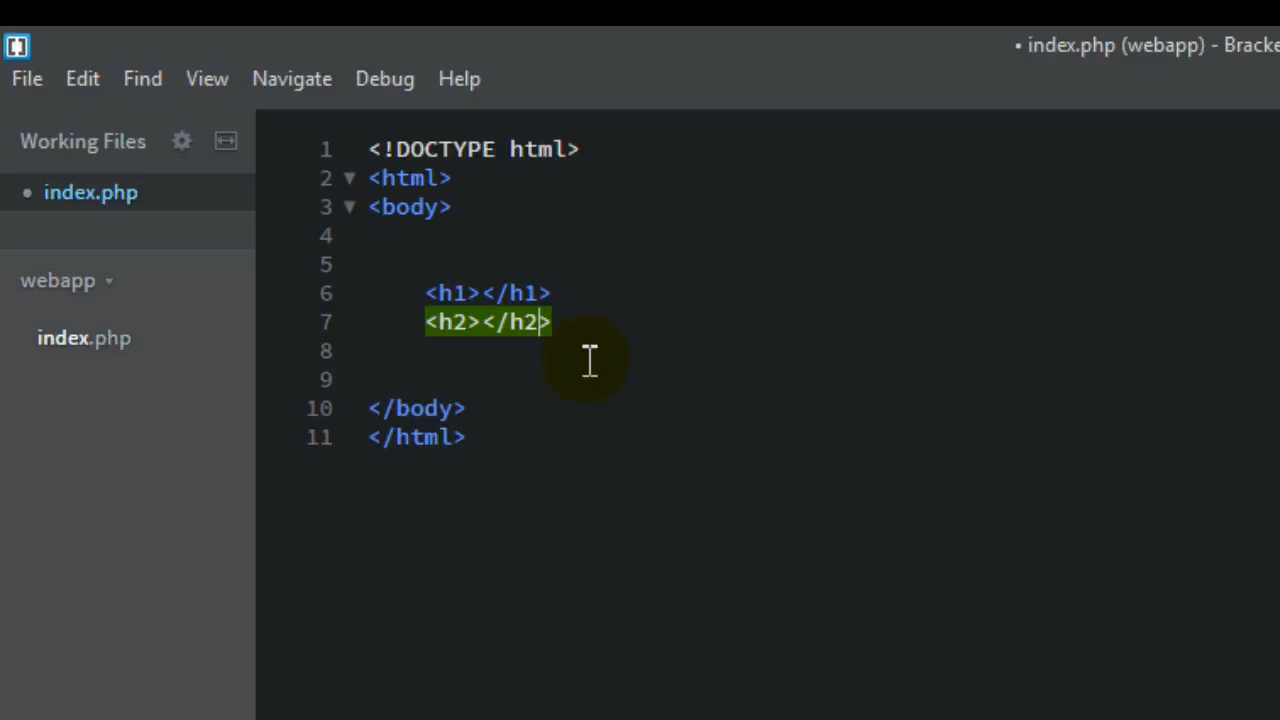 • index.php (webapp) - Bracke
File Edit Find View Navigate Debug Help
Working Files
index.php
webapp
index.php
1 <!DOCTYPE html>
2 <html>
3 <body>
4
5
6 <h1></h1>
7 <h2></h2>
8
9
10 </body>
11 </html>